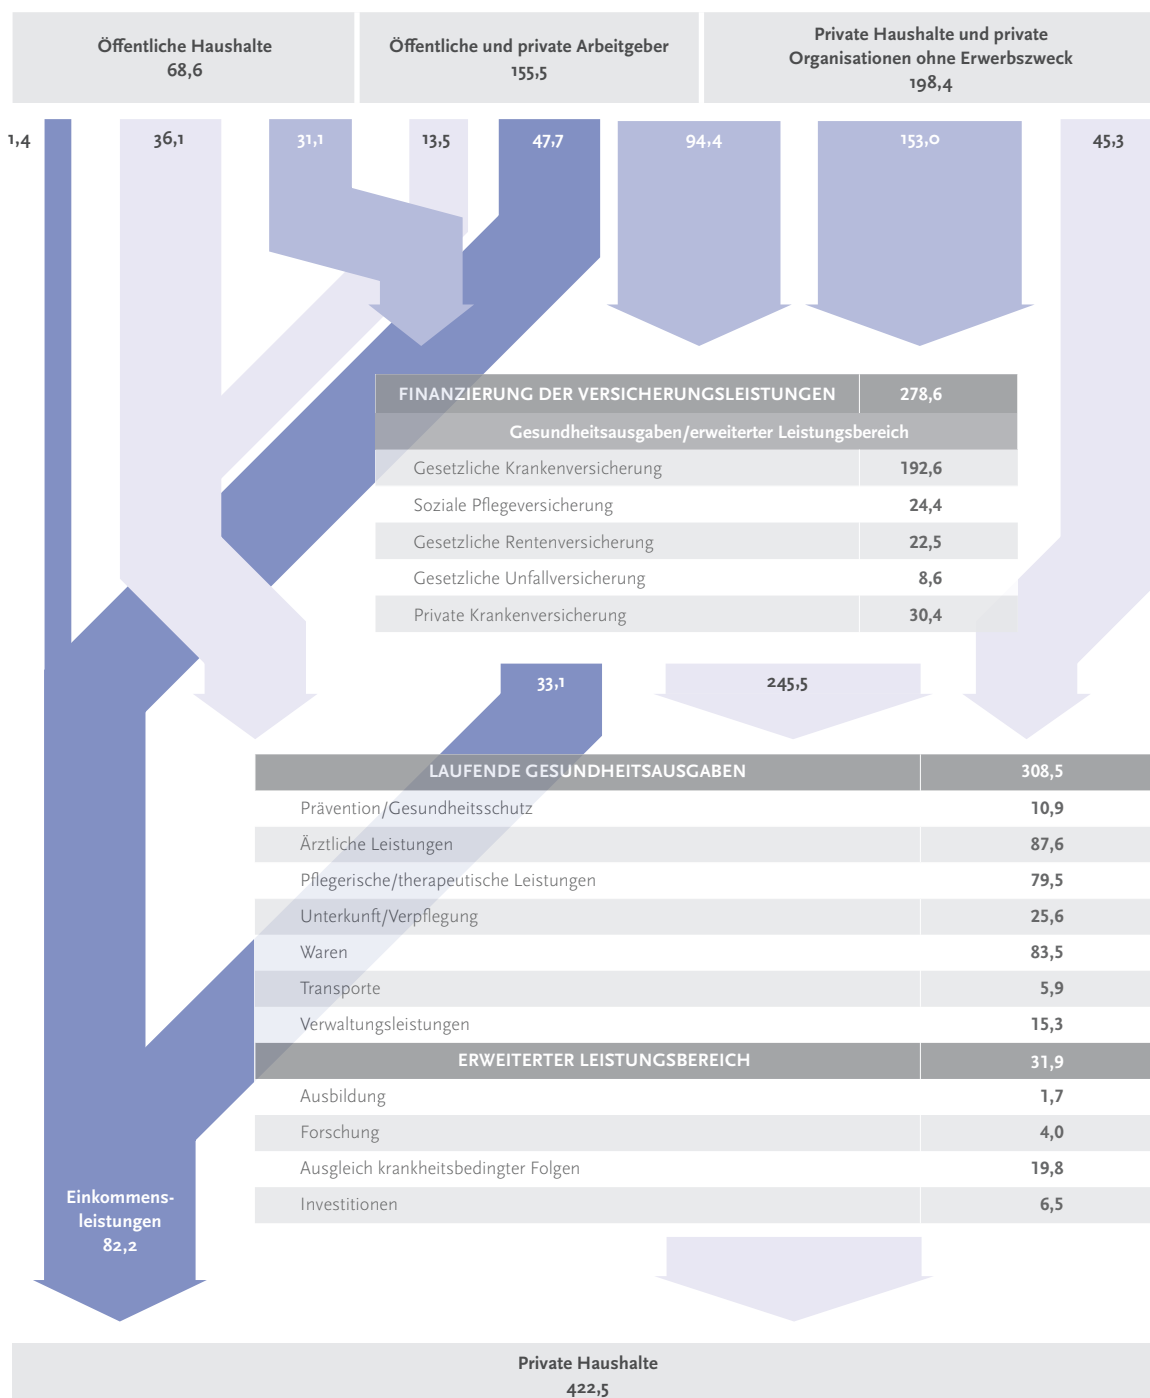 Öffentliche Haushalte
68,6
Öffentliche und private Arbeitgeber
155,5
Private Haushalte und private
Organisationen ohne Erwerbszweck
198,4
1,4
36,1
31,1
13,5
47,7
94,4
153,0
45,3
FINANZIERUNG DER VERSICHERUNGSLEISTUNGEN 278,6
Gesundheitsausgaben/erweiterter Leistungsbereich
Gesetzliche Krankenversicherung 192,6
Soziale Pflegeversicherung 24,4
Gesetzliche Rentenversicherung 22,5
Gesetzliche Unfallversicherung 8,6
Private Krankenversicherung 30,4
33,1
245,5
LAUFENDE GESUNDHEITSAUSGABEN 308,5
Prävention/Gesundheitsschutz 10,9
Ärztliche Leistungen 87,6
Pflegerische/therapeutische Leistungen 79,5
Unterkunft/Verpflegung 25,6
Waren 83,5
Transporte 5,9
Verwaltungsleistungen 15,3
ERWEITERTER LEISTUNGSBEREICH 31,9
Ausbildung 1,7
Forschung 4,0
Ausgleich krankheitsbedingter Folgen 19,8
Investitionen 6,5
Einkommens-
leistungen
82,2
Private Haushalte
422,5